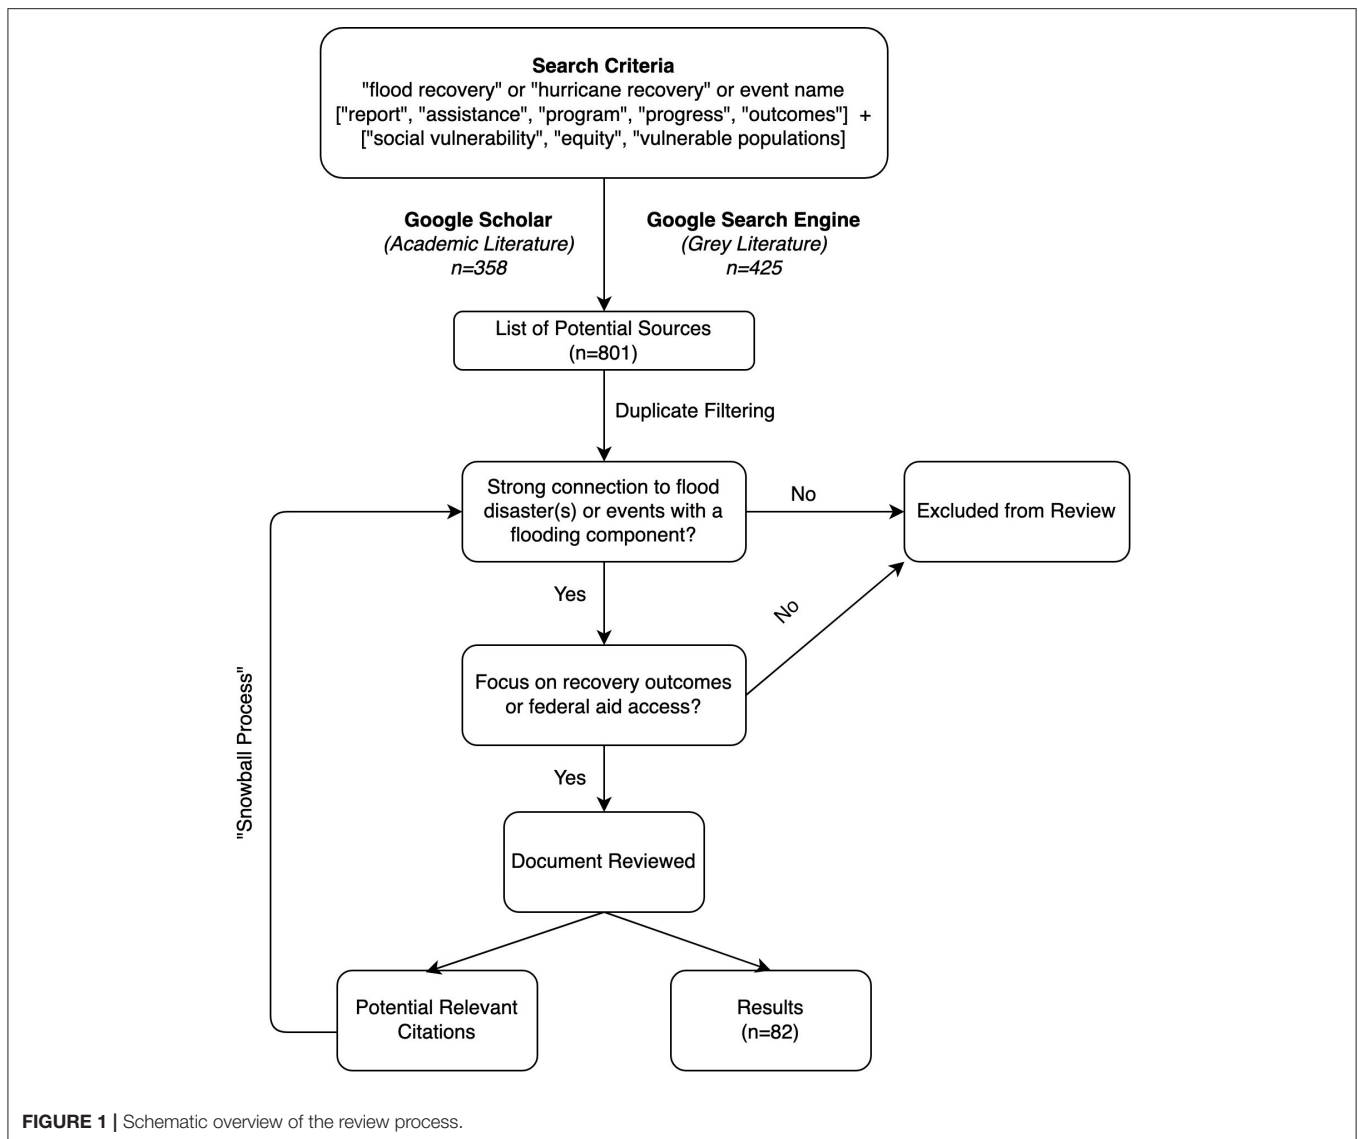 Search Criteria
"flood recovery" or "hurricane recovery" or event name
["report", "assistance", "program", "progress", "outcomes"] +
["social vulnerability", "equity", "vulnerable populations]
Google Scholar
(Academic Literature)
n=358
Google Search Engine
(Grey Literature)
n=425
List of Potential Sources
(n=801)
Duplicate Filtering
Strong connection to flood
disaster(s) or events with a
flooding component?
No
Excluded from Review
Yes
No
Focus on recovery outcomes
or federal aid access?
"Snowball Process"
Yes
Document Reviewed
Potential Relevant
Citations
Results
(n=82)
FIGURE 1 | Schematic overview of the review process.